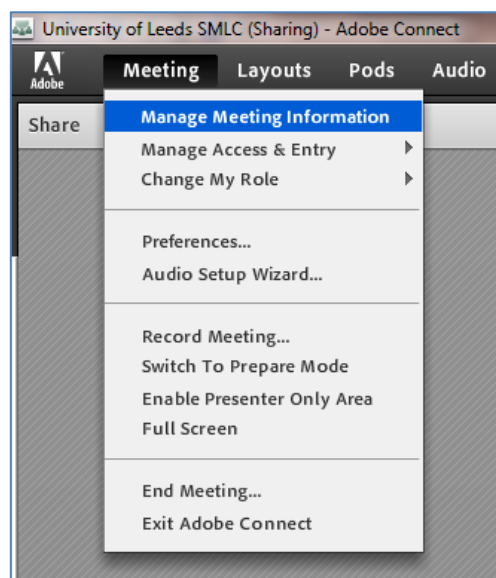 University of Leeds SMLC (Sharing) - Adobe Connect
Adobe Meeting Layouts Pods Audio
Share
Manage Meeting Information
Manage Access & Entry
Change My Role
Preferences...
Audio Setup Wizard...
Record Meeting...
Switch To Prepare Mode
Enable Presenter Only Area
Full Screen
End Meeting...
Exit Adobe Connect